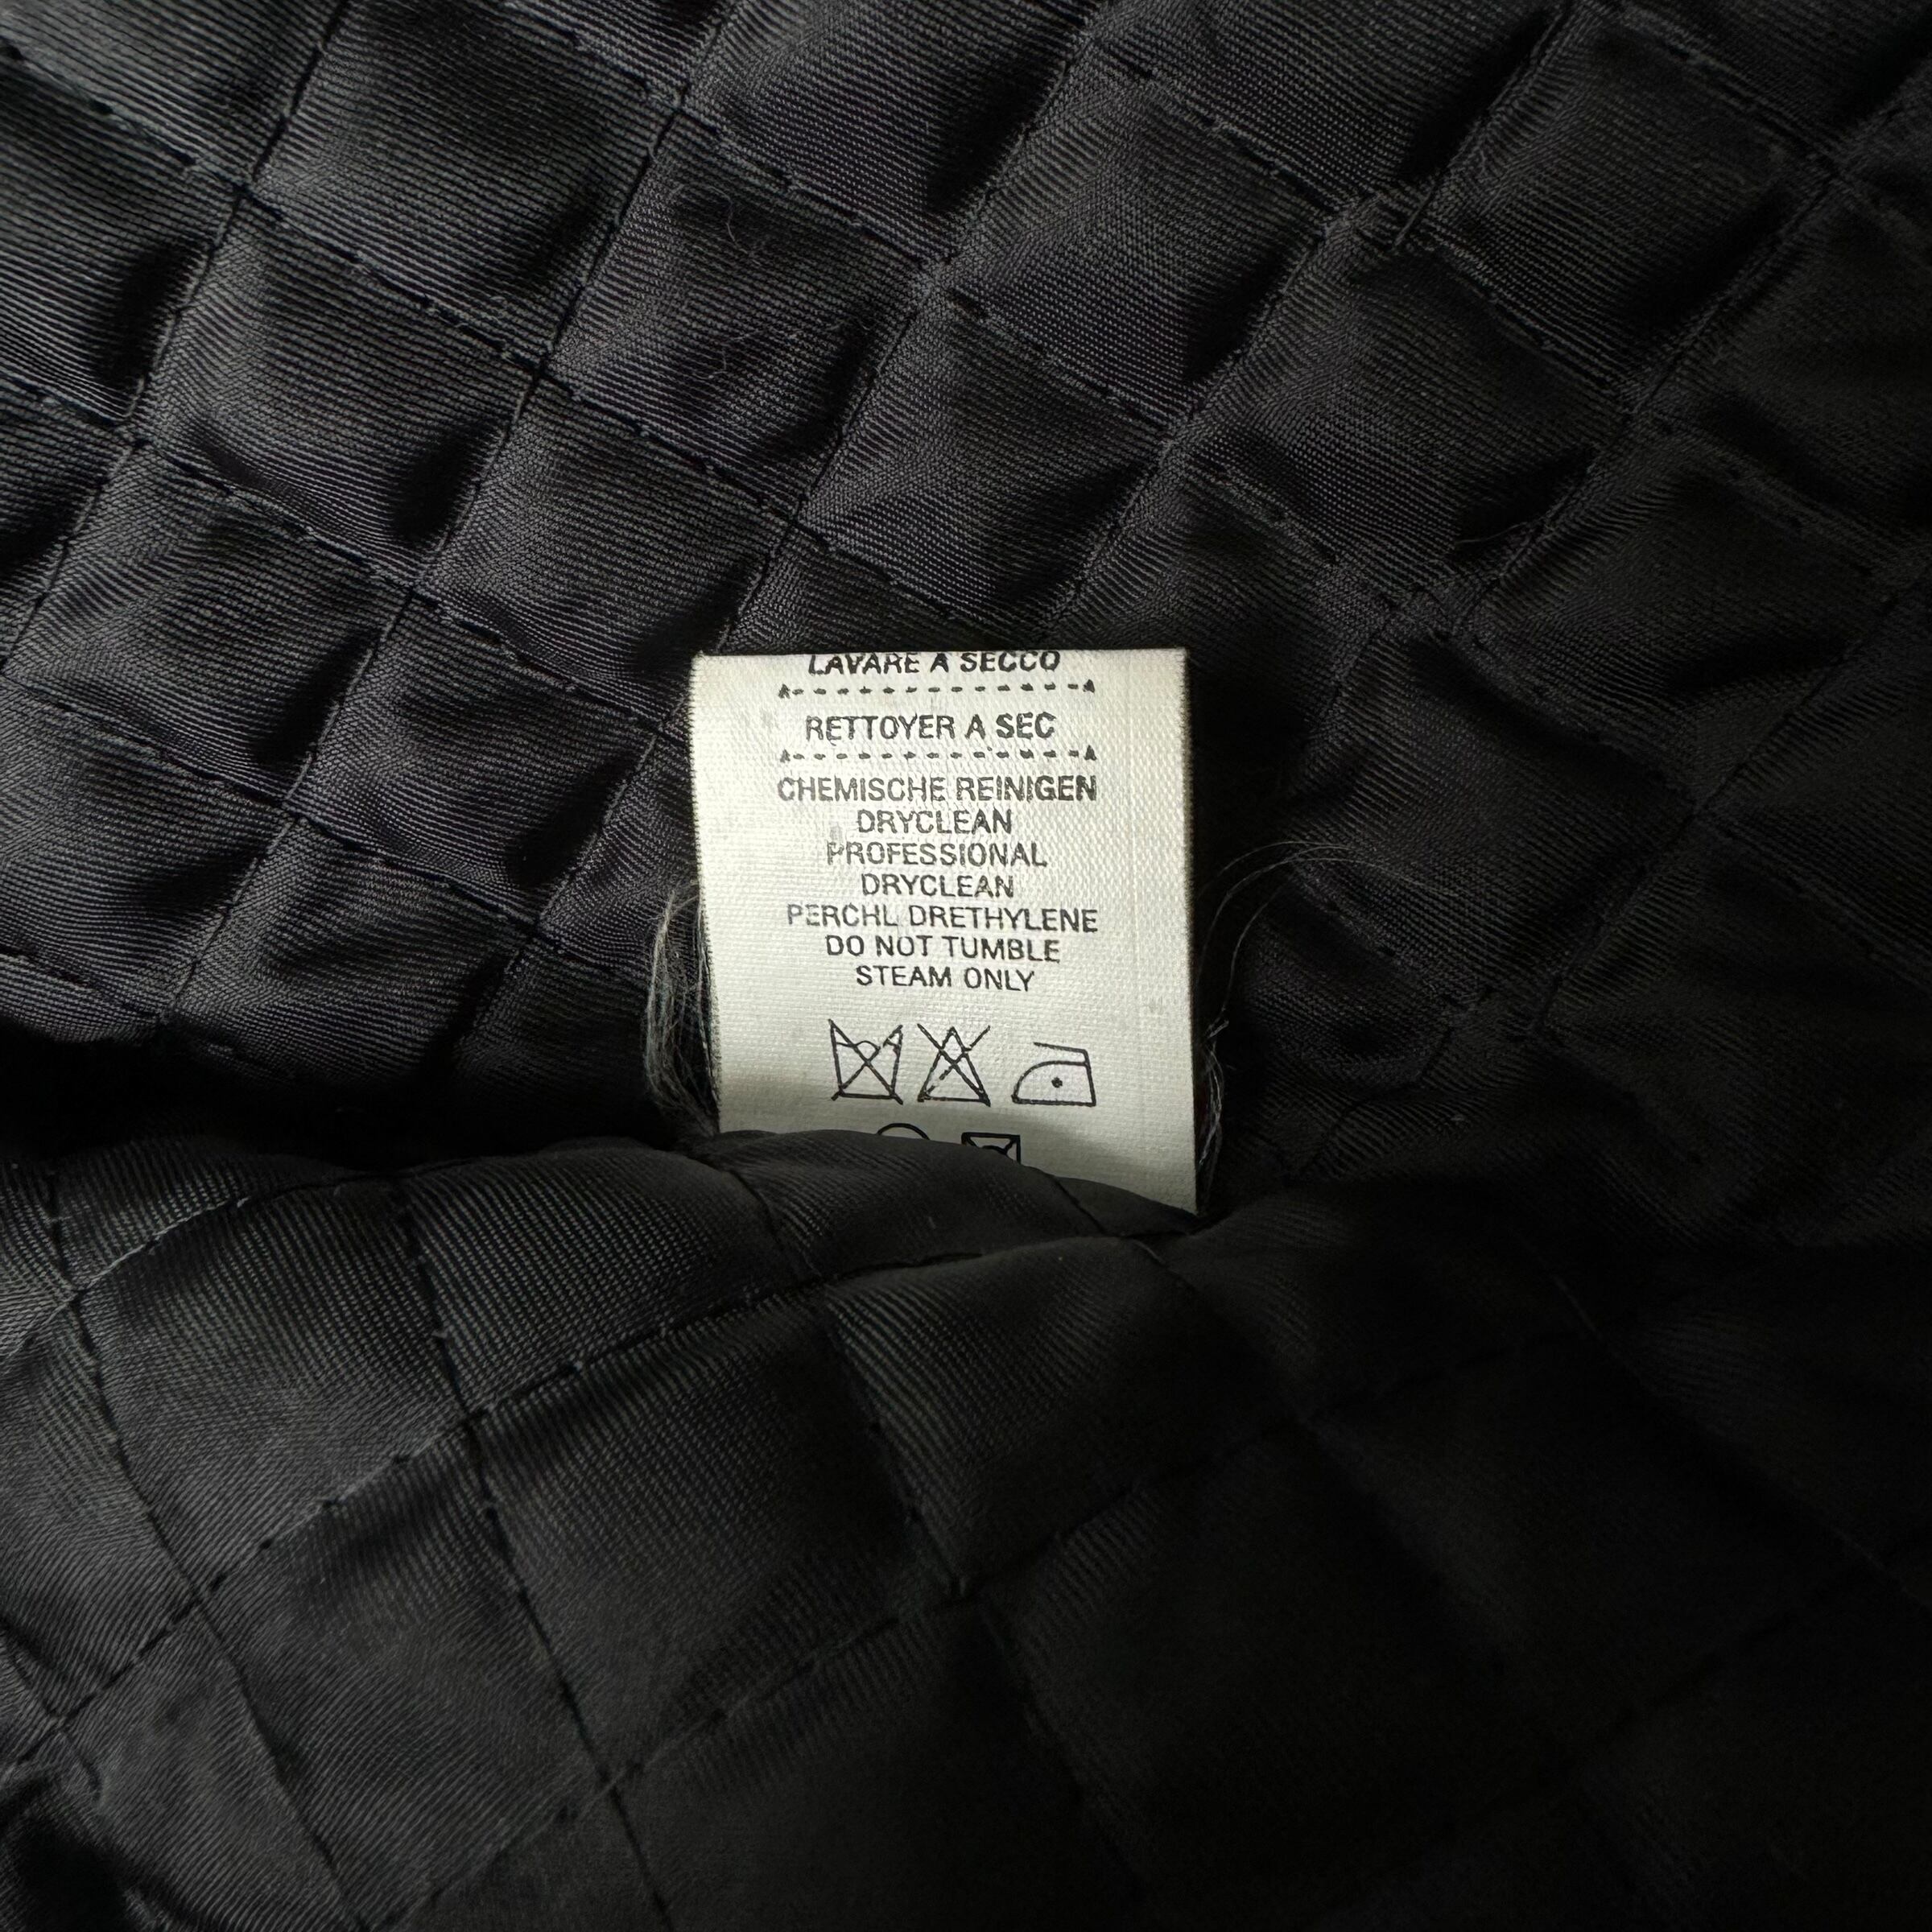 LAVARE A SECCO
RETTOYER A SEC
CHEMISCHE REINIGEN
DRYCLEAN
PROFESSIONAL
DRYCLEAN
PERCHL DRETHYLENE
DO NOT TUMBLE
STEAM ONLY